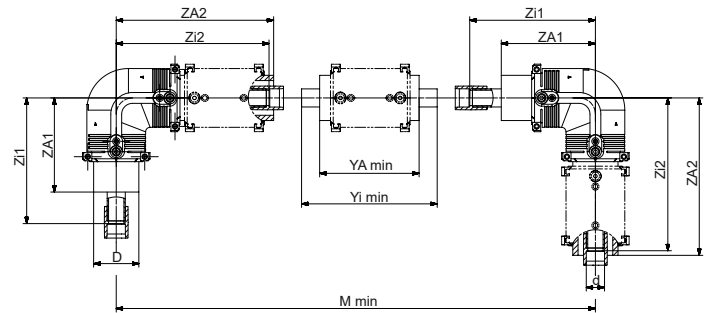 ZA2
Zi2
Zi1
ZA1
ZA1
Zi1
YA min
Yi min
Zi2
ZA2
D
d
M min